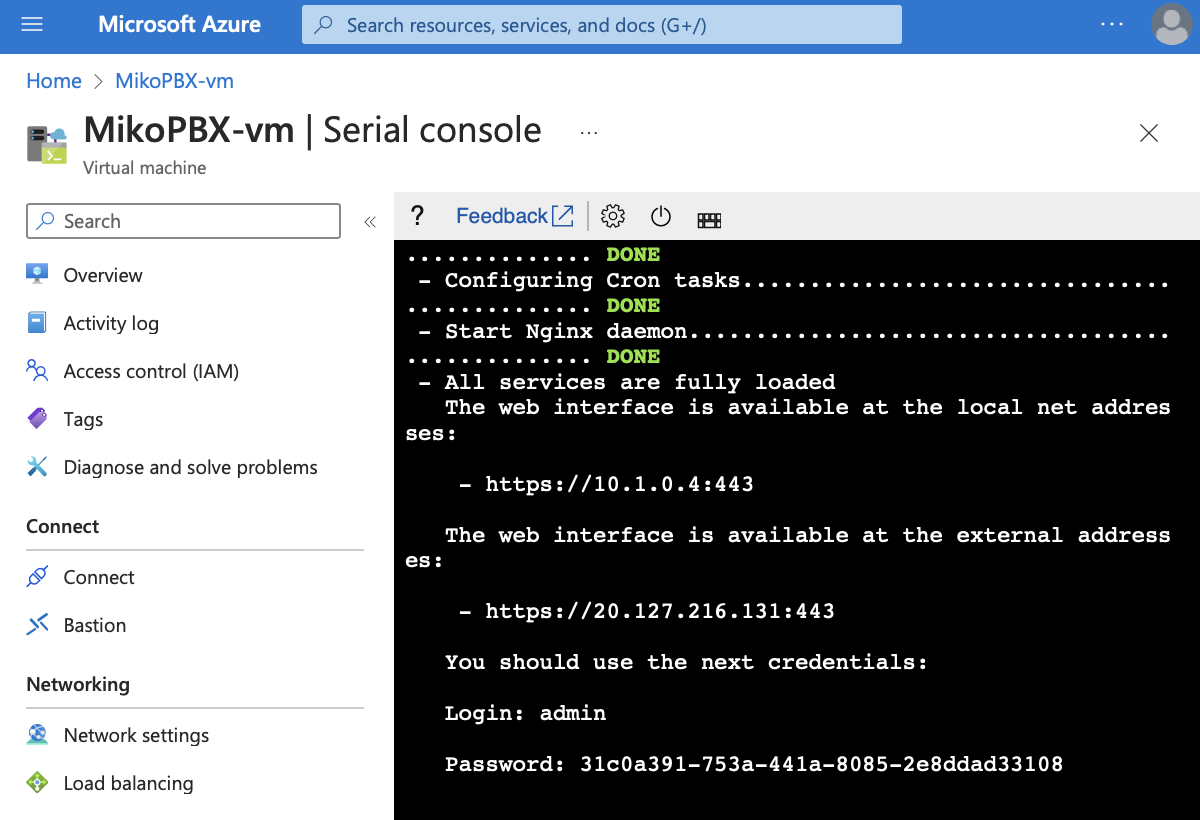 Microsoft Azure
Search resources, services, and docs (G+/)
...
Home > MikoPBX-vm
MikoPBX-vm | Serial console ...
Virtual machine
Search
«
Overview
Activity log
Access control (IAM)
Tags
Diagnose and solve problems
Connect
Connect
Bastion
Networking
Network settings
Load balancing
? Feedback
.............. DONE
- Configuring Cron tasks................................
.............. DONE
- Start Nginx daemon....................................
.............. DONE
- All services are fully loaded
The web interface is available at the local net addres
ses:
- https://10.1.0.4:443
The web interface is available at the external address
es:
- https://20.127.216.131:443
You should use the next credentials:
Login: admin
Password: 31c0a391-753a-441a-8085-2e8ddad33108